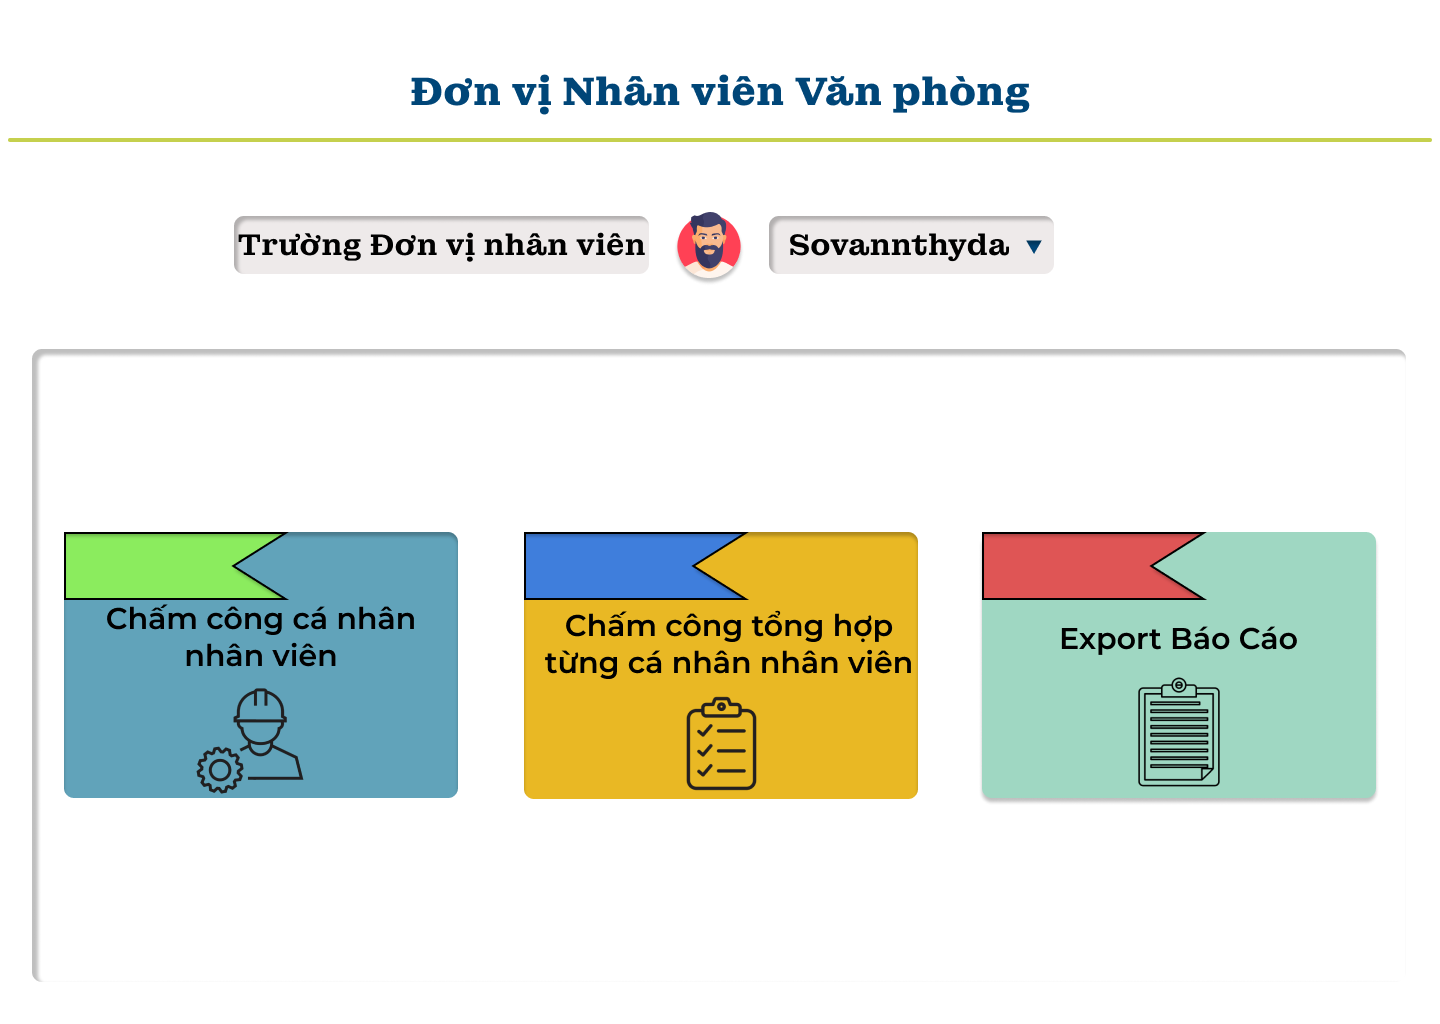 Đơn vị Nhân viên Văn phòng
Trường Đơn vị nhân viên
Sovannthyda
Chấm công cá nhân
nhân viên
Chấm công tổng hợp
từng cá nhân nhân viên
Export Báo Cáo